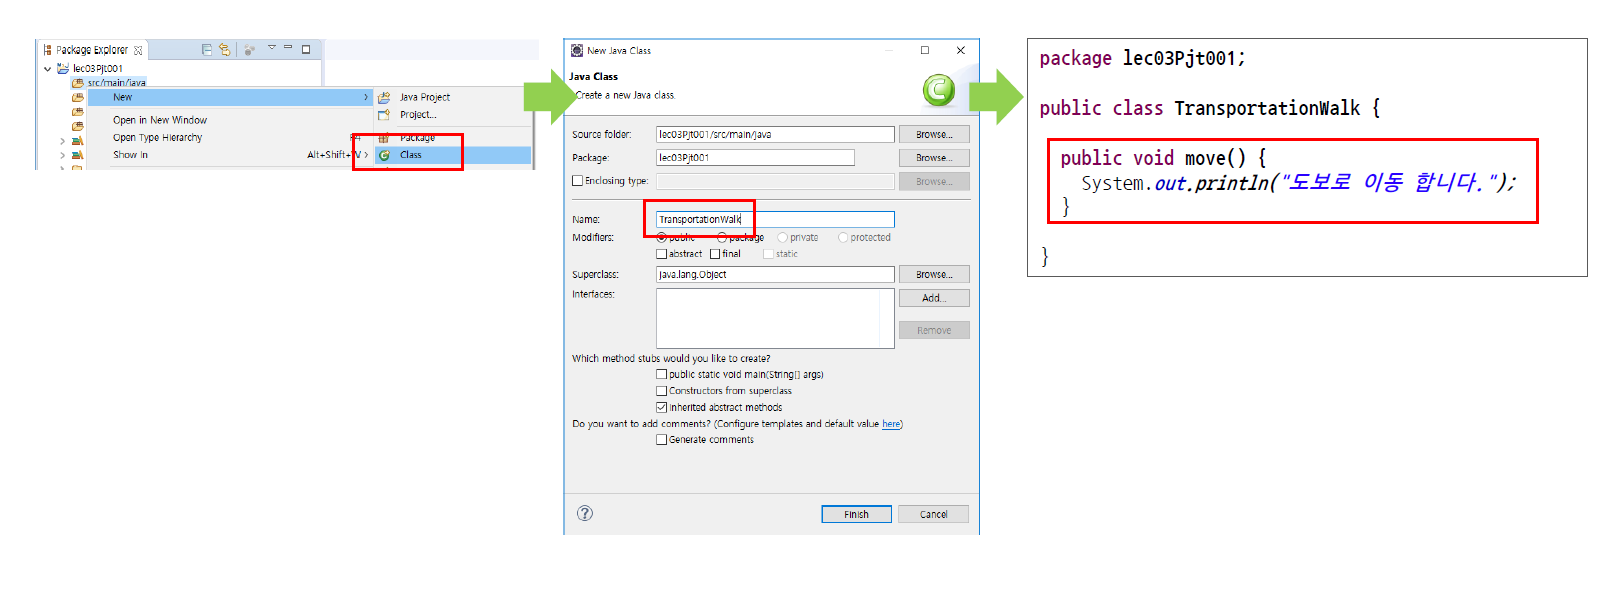 Package Explorer
lec03Pjt001
src/main/java
New
Open in New Window
Open Type Hierarchy
Show In Alt+Shift+W >
Java Project
Project...
Package
Class
New Java Class
Java Class
Create a new Java class.
Source folder: lec03Pjt001/src/main/java Browse...
Package: lec03Pjt001 Browse...
Enclosing type: Browse...
Name: TransportationWalk
Modifiers: public package private protected
abstract final static
Superclass: java.lang.Object Browse...
Interfaces: Add...
Remove
Which method stubs would you like to create?
public static void main(String[] args)
Constructors from superclass
Inherited abstract methods
Do you want to add comments? (Configure templates and default value here)
Generate comments
? Finish Cancel
package lec03Pjt001;
public class TransportationWalk {
public void move() {
System.out.println("도보로 이동 합니다.");
}
}